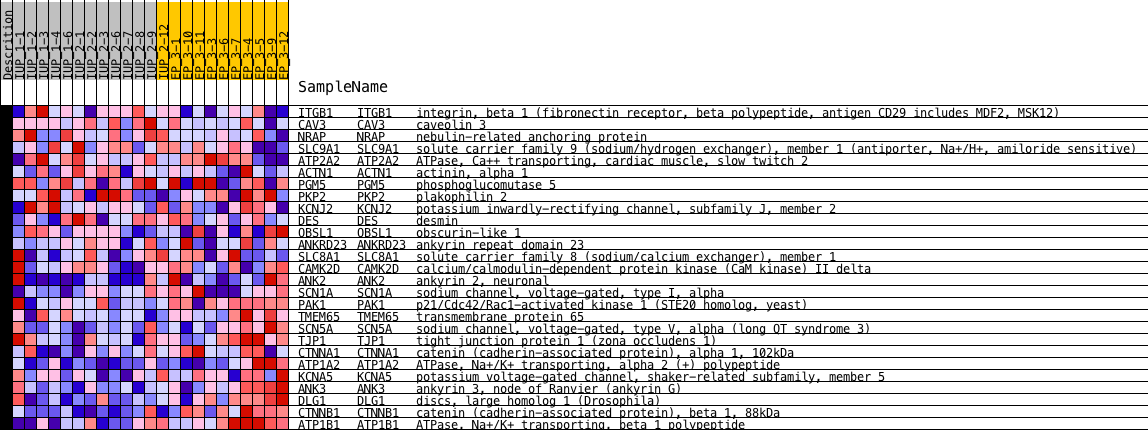 Descrition
IUP_1-1
IUP_1-2
IUP_1-3
IUP_1-4
IUP_1-6
IUP_2-1
IUP_2-2
IUP_2-3
IUP_2-6
IUP_2-7
IUP_2-8
IUP_2-9
IUP_2-12
EP_3-1
EP_3-10
EP_3-11
EP_3-3
EP_3-6
EP_3-7
EP_3-4
EP_3-5
EP_3-9
EP_3-12
SampleName
ITGB1 ITGB1 integrin, beta 1 (fibronectin receptor, beta polypeptide, antigen CD29 includes MDF2, MSK12)
CAV3 CAV3 caveolin 3
NRAP NRAP nebulin-related anchoring protein
SLC9A1 SLC9A1 solute carrier family 9 (sodium/hydrogen exchanger), member 1 (antiporter, Na+/H+, amiloride sensitive)
ATP2A2 ATP2A2 ATPase, Ca++ transporting, cardiac muscle, slow twitch 2
ACTN1 ACTN1 actinin, alpha 1
PGM5 PGM5 phosphoglucomutase 5
PKP2 PKP2 plakophilin 2
KCNJ2 KCNJ2 potassium inwardly-rectifying channel, subfamily J, member 2
DES DES desmin
OBSL1 OBSL1 obscurin-like 1
ANKRD23 ANKRD23 ankyrin repeat domain 23
SLC8A1 SLC8A1 solute carrier family 8 (sodium/calcium exchanger), member 1
CAMK2D CAMK2D calcium/calmodulin-dependent protein kinase (CaM kinase) II delta
ANK2 ANK2 ankyrin 2, neuronal
SCN1A SCN1A sodium channel, voltage-gated, type I, alpha
PAK1 PAK1 p21/Cdc42/Rac1-activated kinase 1 (STE20 homolog, yeast)
TMEM65 TMEM65 transmembrane protein 65
SCN5A SCN5A sodium channel, voltage-gated, type V, alpha (long QT syndrome 3)
TJP1 TJP1 tight junction protein 1 (zona occludens 1)
CTNNA1 CTNNA1 catenin (cadherin-associated protein), alpha 1, 102kDa
ATP1A2 ATP1A2 ATPase, Na+/K+ transporting, alpha 2 (+) polypeptide
KCNA5 KCNA5 potassium voltage-gated channel, shaker-related subfamily, member 5
ANK3 ANK3 ankyrin 3, node of Ranvier (ankyrin G)
DLG1 DLG1 discs, large homolog 1 (Drosophila)
CTNNB1 CTNNB1 catenin (cadherin-associated protein), beta 1, 88kDa
ATP1B1 ATP1B1 ATPase, Na+/K+ transporting, beta 1 polypeptide